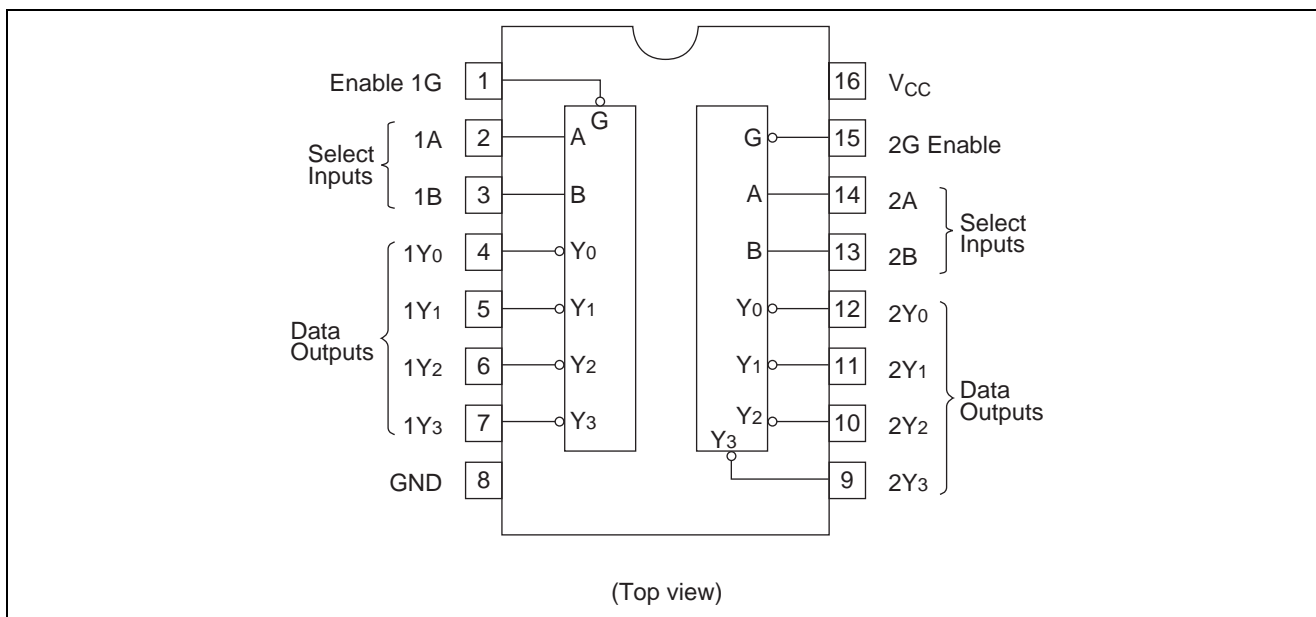 Enable 1G 1 16 VCC
G
1A 2 A G 15 2G Enable
Select
Inputs
1B 3 B A 14 2A
Select
Inputs
1Y0 4 Y0 B 13 2B
1Y1 5 Y1 Y0 12 2Y0
Data
Outputs
1Y2 6 Y2 Y1 11 2Y1
Data
Outputs
1Y3 7 Y3 Y2 10 2Y2
Y3
GND 8 9 2Y3
(Top view)